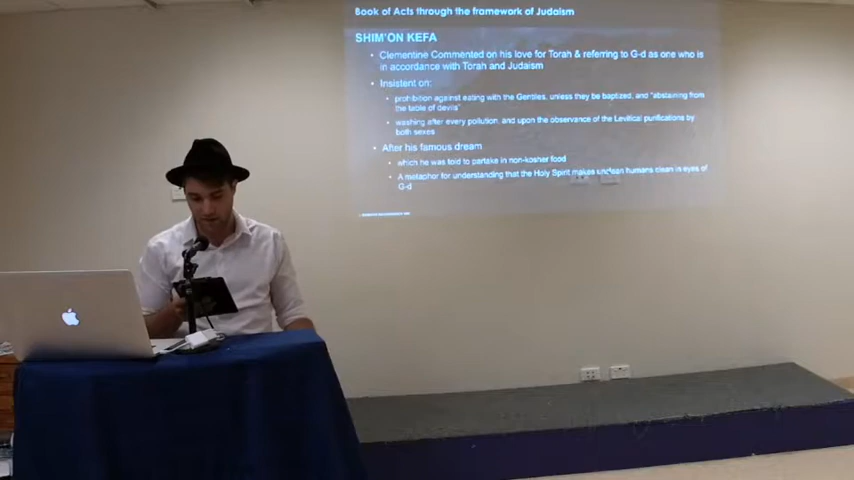 Book of Acts through the framework of Judaism
SHIM'ON KEFA
• Clementine Commented on his love for Torah & referring to G-d as one who is
in accordance with Torah and Judaism
• Insistent on:
• prohibition against eating with the Gentiles, unless they be baptized, and "abstaining from
the table of devils"
• washing after every pollution, and upon the observance of the Levitical purifications by
both sexes
• After his famous dream
• which he was told to partake in non-kosher food
• A metaphor for understanding that the Holy Spirit makes unclean humans clean in eyes of
G-d